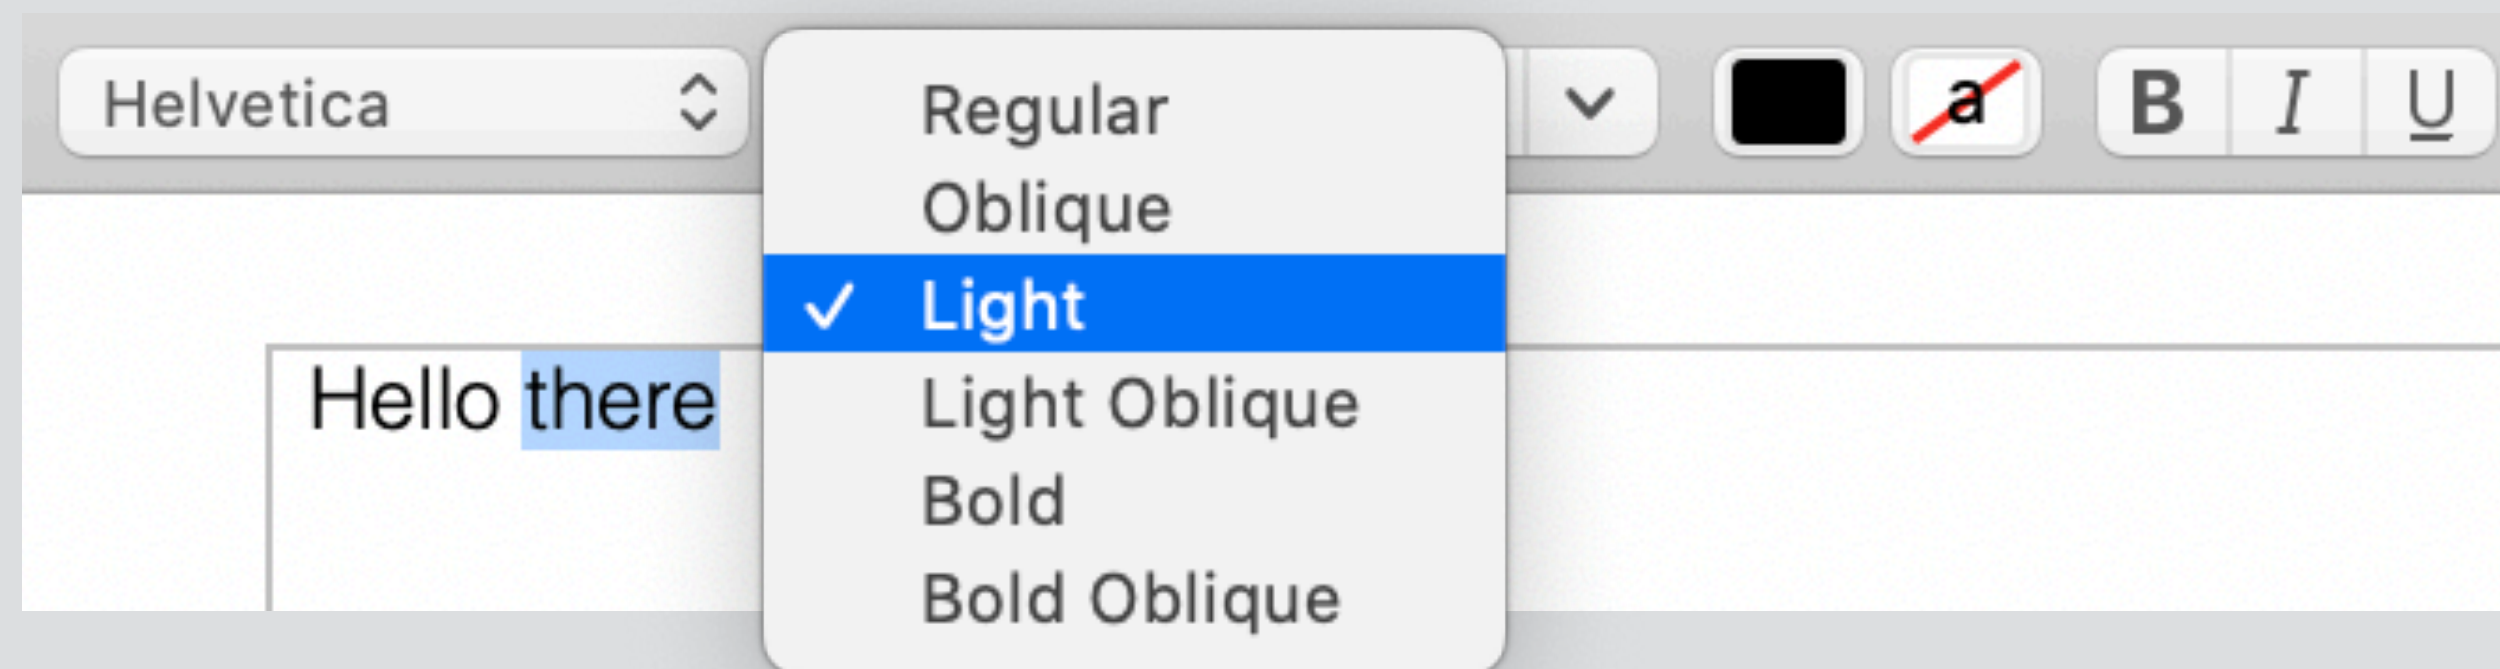 Helvetica
Regular
Oblique
Light
Light Oblique
Bold
Bold Oblique
a
B I U
Hello there